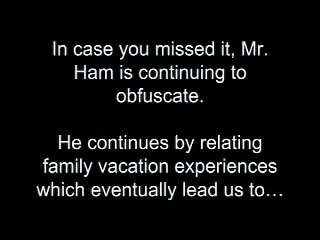 In case you missed it, Mr.
Ham is continuing to
obfuscate.
He continues by relating
family vacation experiences
which eventually lead us to…